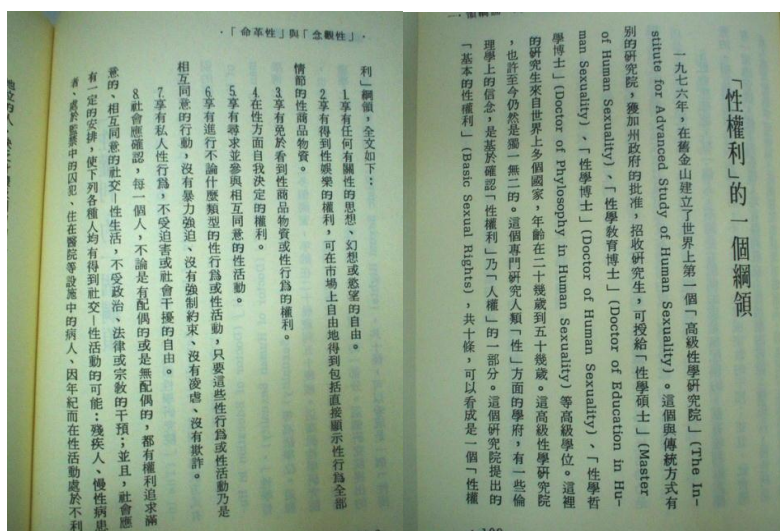 「性權利」的一個綱領
一九七六年，在舊金山建立了世界上第一個「高級性學研究院」(The In-
stitute for Advanced Study of Human Sexuality)。這個與傳統方式有
別的研究院，獲加州政府的批准，招收研究生，可授給「性學碩士」(Master
of Human Sexuality)、「性學教育博士」(Doctor of Education in Hu-
man Sexuality)、「性學博士」(Doctor of Human Sexuality)、「性學哲
學博士」(Doctor of Phylosophy in Human Sexuality) 等高級學位。這裡
的研究生來自世界上多個國家，年齡在二十幾歲到五十幾歲。這高級性學研究院
，也許至今仍然是獨一無二的。這個專門研究人類「性」方面的學府，有一些倫
理學上的信念，是基於確認「性權利」乃「人權」的一部分。這個研究院提出的
「基本的性權利」(Basic Sexual Rights)，共十條，可以看成是一個「性權
·「性觀念」與「性革命」·
利」綱領，全文如下：
1.享有任何有關性的思想、幻想或慾望的自由。
2.享有得到性娛樂的權利，可在市場上自由地得到包括直接顯示性行為全部
情節的性商品物資。
3.享有免於看到性商品物資或性行為的權利。
4.在性方面自我決定的權利。
5.享有尋求並參與相互同意的性活動。
6.享有進行不論什麼類型的性行為或性活動，只要這些性行為或性活動乃是
相互同意的行動，沒有暴力強迫、沒有強制約束、沒有凌虐、沒有欺詐。
7.享有私人性行為，不受迫害或社會干擾的自由。
8.社會應確認，每一個人，不論是有配偶的或是無配偶的，都有權利追求滿
意的、相互同意的社交—性生活，不受政治、法律或宗教的干預；並且，社會應
有一定的安排，使下列各種人均有得到社交—性活動的可能：殘疾人、慢性病患
者、處於監禁中的囚犯、住在醫院等設施中的病人、因年紀而在性活動處於不利